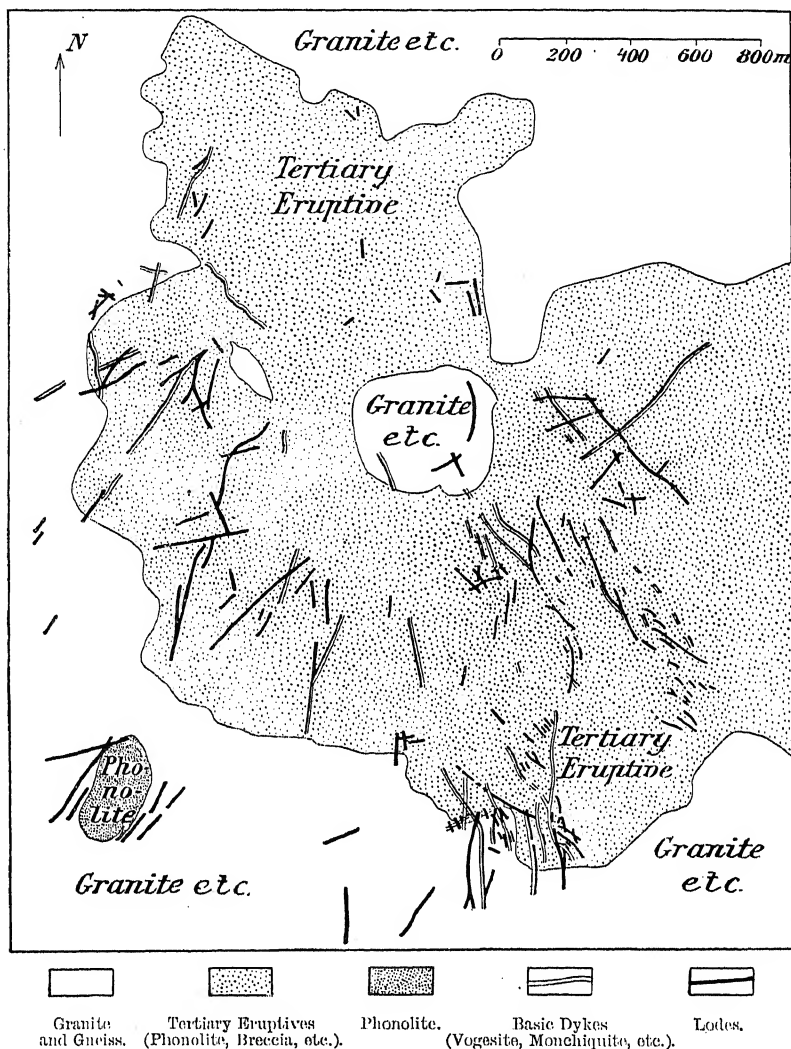 N
Granite etc.
0 200 400 600 800m
Tertiary
Eruptive
Granite
etc.
Tertiary
Eruptive
Pho-
no-
lite
Granite etc.
Granite
etc.
Granite
and Gneiss.
Tertiary Eruptives
(Phonolite, Breccia, etc.).
Phonolite.
Basic Dykes
(Vogesite, Monchiquite, etc.).
Lodes.